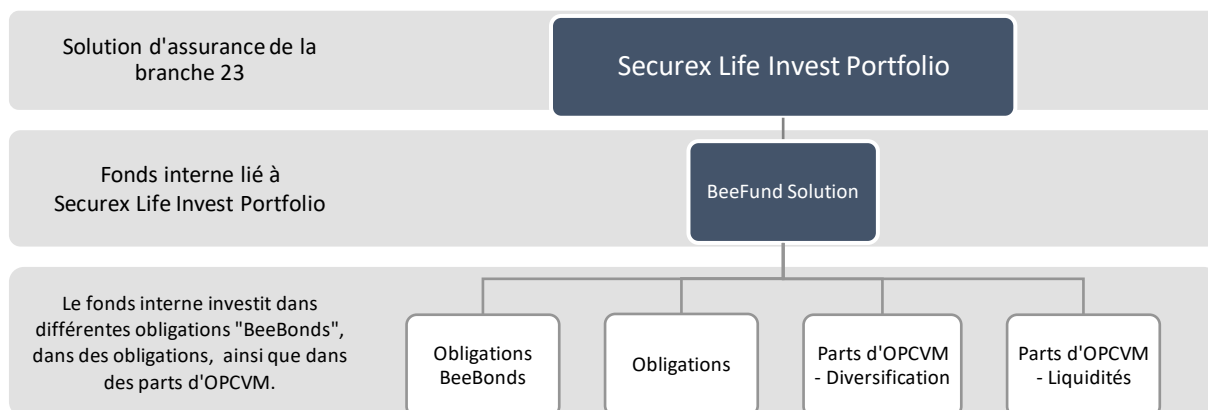 Solution d'assurance de la
branche 23
Securex Life Invest Portfolio
Fonds interne lié à
Securex Life Invest Portfolio
BeeFund Solution
Le fonds interne investit dans
différentes obligations "BeeBonds",
dans des obligations, ainsi que dans
des parts d'OPCVM.
Obligations
BeeBonds
Obligations
Parts d'OPCVM
- Diversification
Parts d'OPCVM
- Liquidités